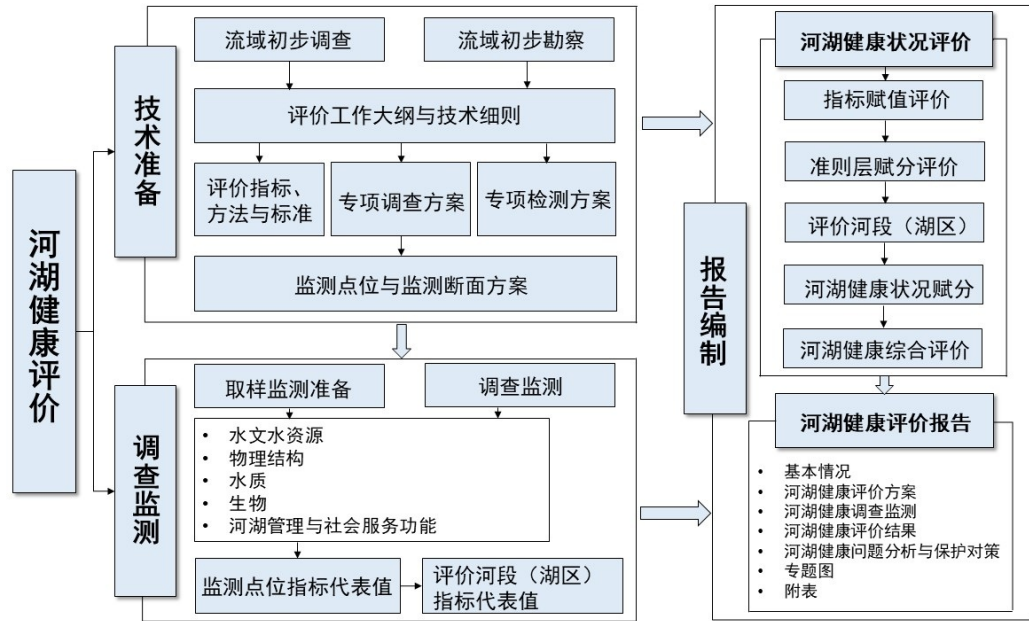 河湖健康评价
技术准备
流域初步调查
流域初步勘察
评价工作大纲与技术细则
评价指标、
方法与标准
专项调查方案
专项检测方案
监测点位与监测断面方案
调查监测
取样监测准备
调查监测
• 水文水资源
• 物理结构
• 水质
• 生物
• 河湖管理与社会服务功能
监测点位指标代表值
评价河段（湖区）
指标代表值
报告编制
河湖健康状况评价
指标赋值评价
准则层赋分评价
评价河段（湖区）
河湖健康状况赋分
河湖健康综合评价
河湖健康评价报告
• 基本情况
• 河湖健康评价方案
• 河湖健康调查监测
• 河湖健康评价结果
• 河湖健康问题分析与保护对策
• 专题图
• 附表